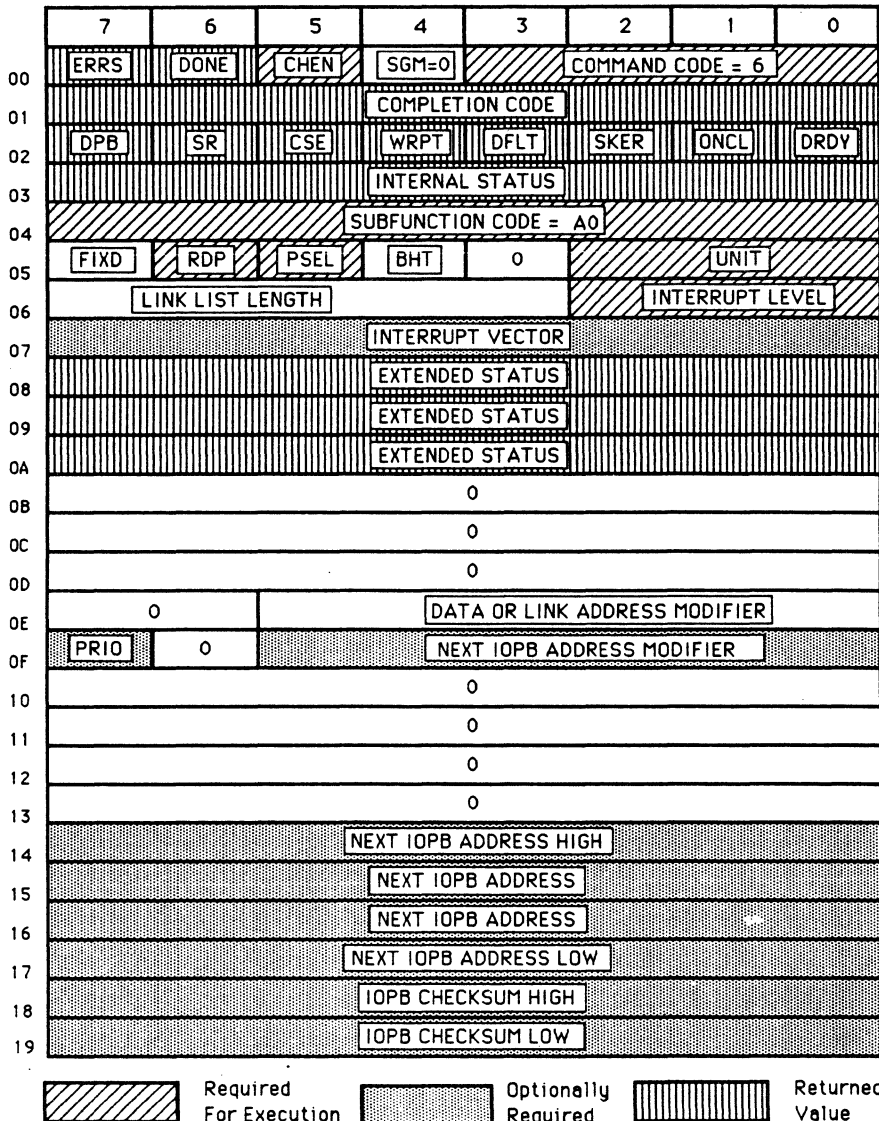 7 6 5 4 3 2 1 0
00 ERRS DONE CHEN SGM=0 COMMAND CODE = 6
01 COMPLETION CODE
02 DPB SR CSE WRPT DFLT SKER ONCL DRDY
03 INTERNAL STATUS
04 SUBFUNCTION CODE = A0
05 FIXD RDP PSEL BHT 0 UNIT
06 LINK LIST LENGTH INTERRUPT LEVEL
07 INTERRUPT VECTOR
08 EXTENDED STATUS
09 EXTENDED STATUS
0A EXTENDED STATUS
0B 0
0C 0
0D 0
0E 0 DATA OR LINK ADDRESS MODIFIER
0F PRIO 0 NEXT IOPB ADDRESS MODIFIER
10 0
11 0
12 0
13 0
14 NEXT IOPB ADDRESS HIGH
15 NEXT IOPB ADDRESS
16 NEXT IOPB ADDRESS
17 NEXT IOPB ADDRESS LOW
18 IOPB CHECKSUM HIGH
19 IOPB CHECKSUM LOW
Required Optionally Returned
For Execution Required Value